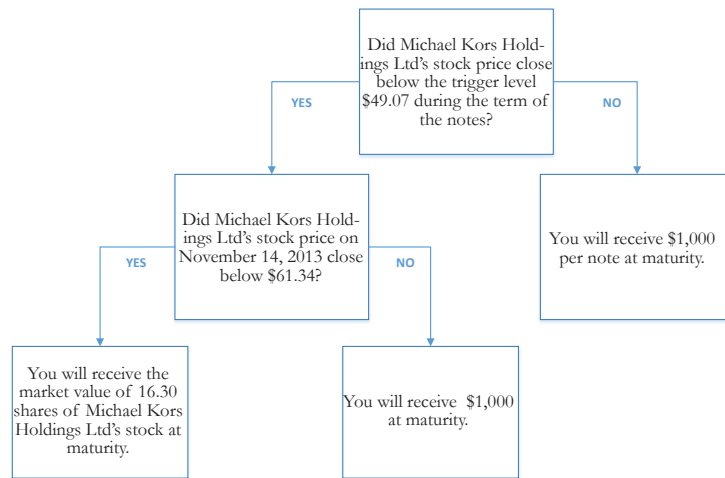 Did Michael Kors Hold-
ings Ltd's stock price close
below the trigger level
$49.07 during the term of
the notes?
YES
NO
Did Michael Kors Hold-
ings Ltd's stock price on
November 14, 2013 close
below $61.34?
You will receive $1,000
per note at maturity.
YES
NO
You will receive the
market value of 16.30
shares of Michael Kors
Holdings Ltd's stock at
maturity.
You will receive $1,000
at maturity.